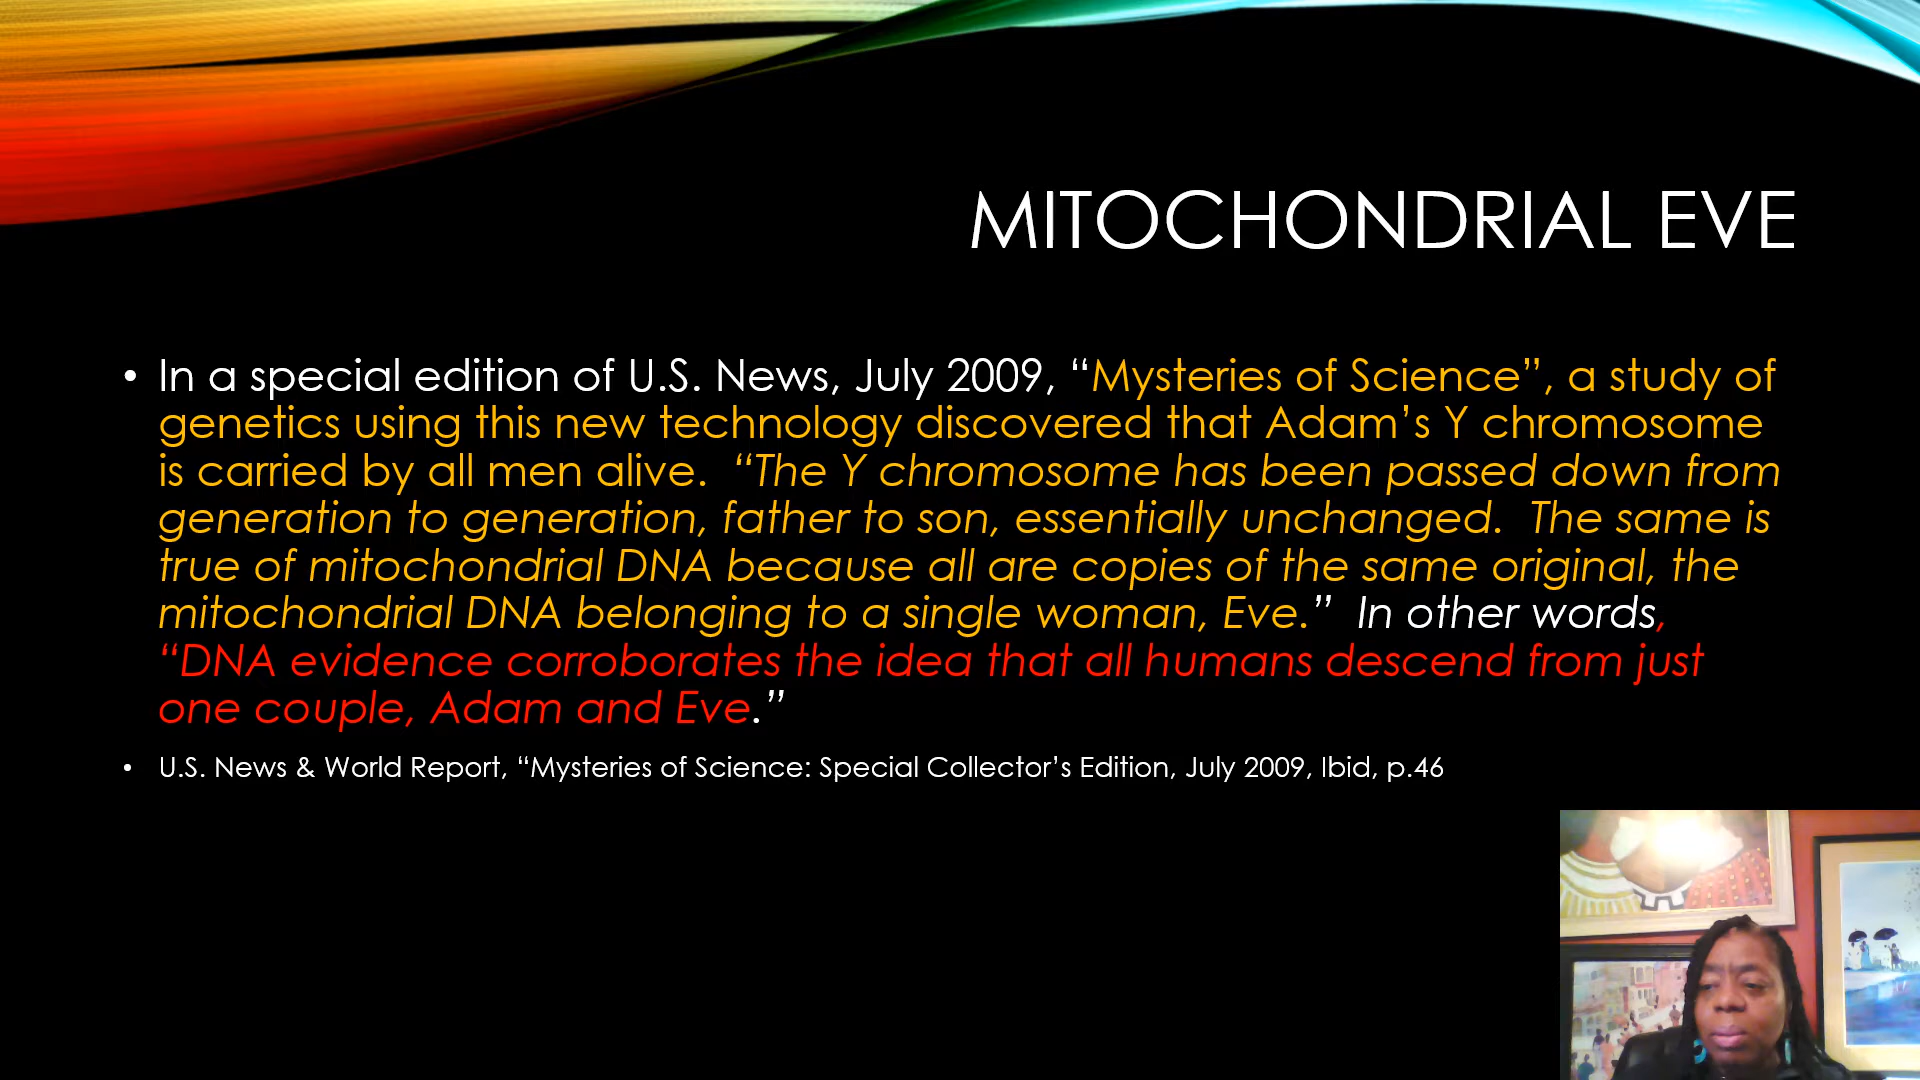 MITOCHONDRIAL EVE
• In a special edition of U.S. News, July 2009, “Mysteries of Science”, a study of
genetics using this new technology discovered that Adam’s Y chromosome
is carried by all men alive.  “The Y chromosome has been passed down from
generation to generation, father to son, essentially unchanged.  The same is
true of mitochondrial DNA because all are copies of the same original, the
mitochondrial DNA belonging to a single woman, Eve.”  In other words,
“DNA evidence corroborates the idea that all humans descend from just
one couple, Adam and Eve.”
• U.S. News & World Report, “Mysteries of Science: Special Collector’s Edition, July 2009, Ibid, p.46